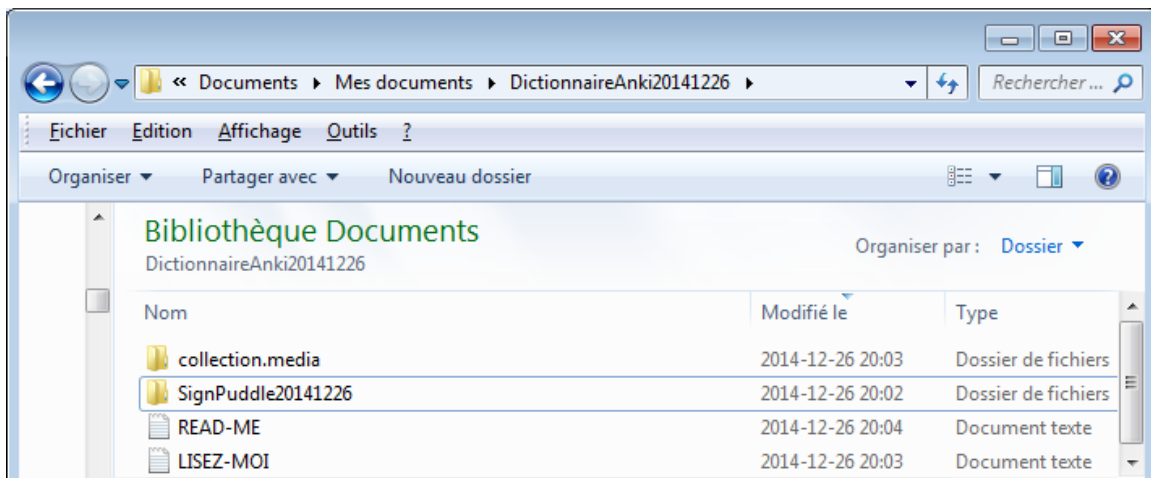 « Documents ▸ Mes documents ▸ DictionnaireAnki20141226 ▸ Rechercher ...
Fichier Edition Affichage Outils ?
Organiser ▼ Partager avec ▼ Nouveau dossier
Bibliothèque Documents
DictionnaireAnki20141226
Organiser par : Dossier ▼
Nom Modifié le Type
collection.media 2014-12-26 20:03 Dossier de fichiers
SignPuddle20141226 2014-12-26 20:02 Dossier de fichiers
READ-ME 2014-12-26 20:04 Document texte
LISEZ-MOI 2014-12-26 20:03 Document texte